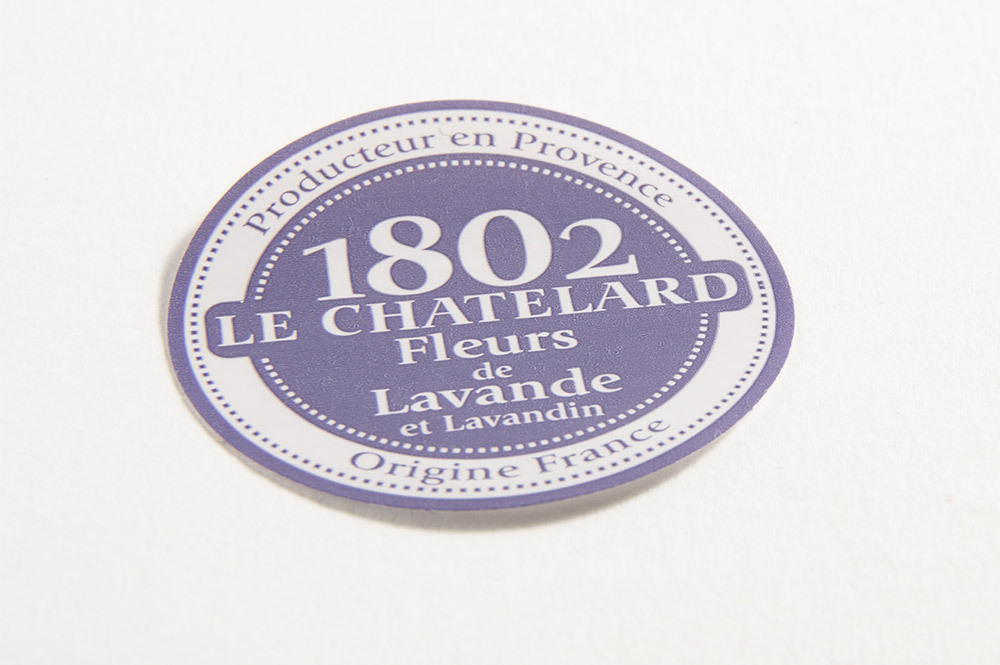 Producteur en Provence
1802
LE CHATELARD
Fleurs
de
Lavande
et Lavandin
Origine France